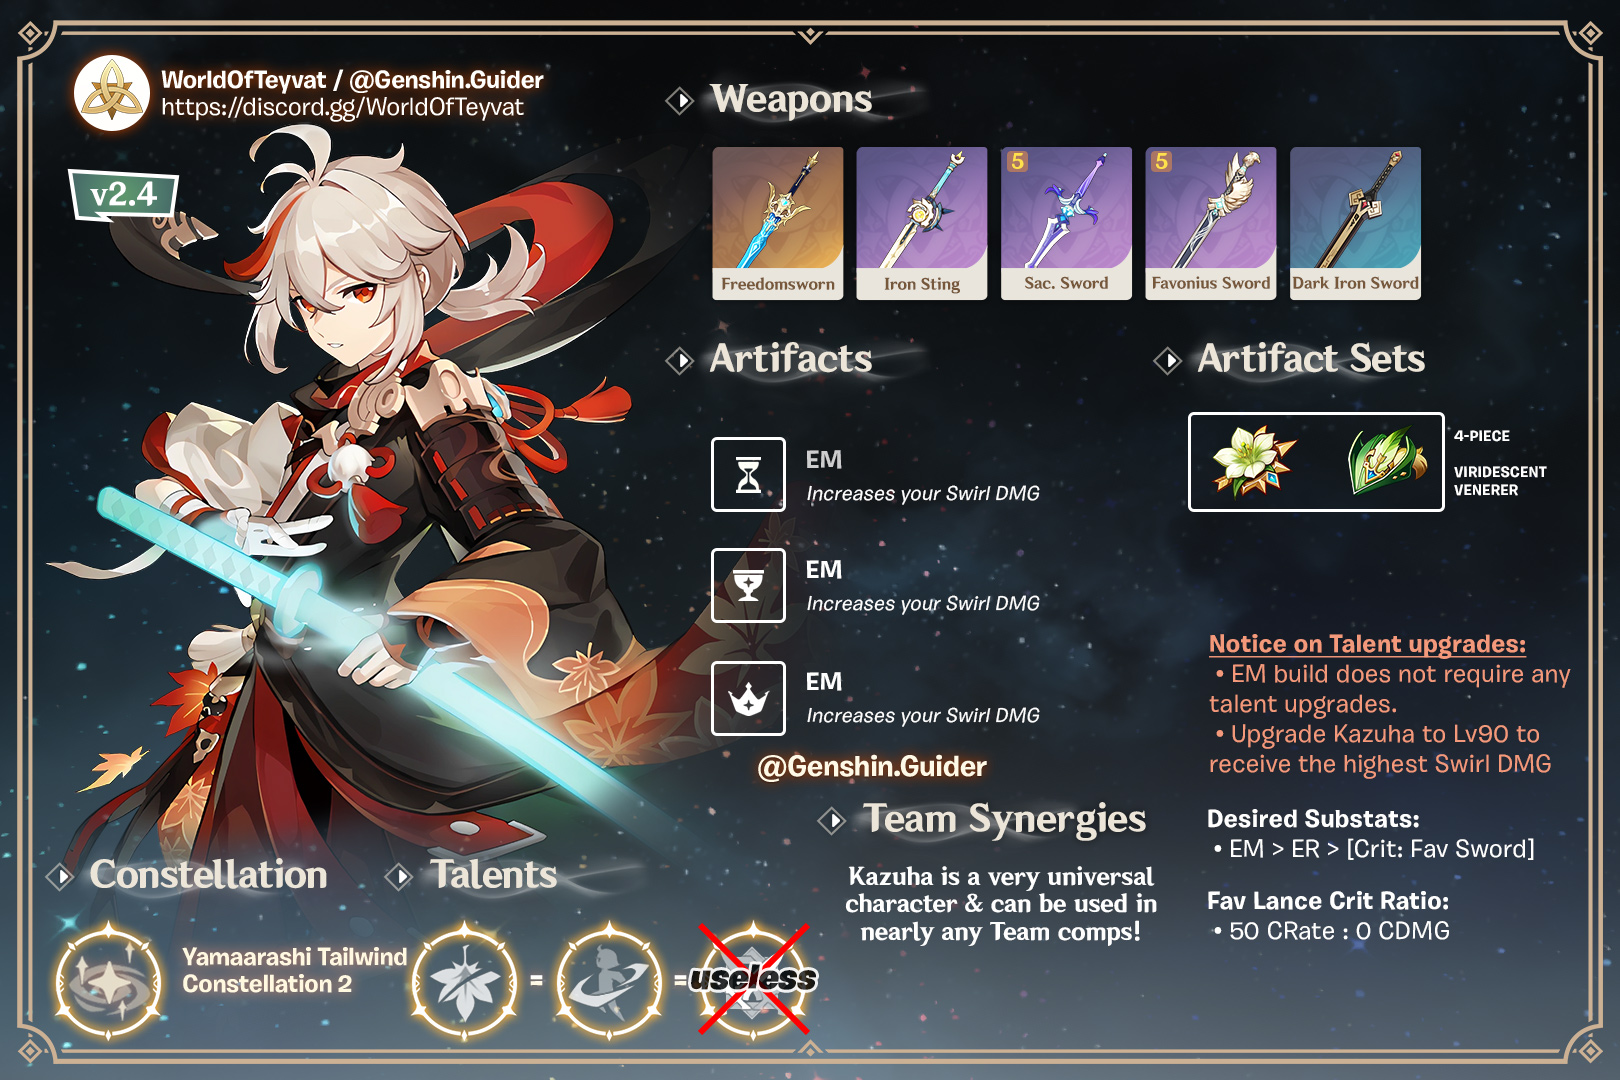 WorldOfTeyvat / @Genshin.Guider
https://discord.gg/WorldOfTeyvat
v2.4
Weapons
5
5
Freedomsworn
Iron Sting
Sac. Sword
Favonius Sword
Dark Iron Sword
Artifacts
EM
Increases your Swirl DMG
EM
Increases your Swirl DMG
EM
Increases your Swirl DMG
@Genshin.Guider
Artifact Sets
4-PIECE
VIRIDESCENT
VENERER
Notice on Talent upgrades:
• EM build does not require any
talent upgrades.
• Upgrade Kazuha to Lv90 to
receive the highest Swirl DMG
Desired Substats:
• EM > ER > [Crit: Fav Sword]
Fav Lance Crit Ratio:
• 50 CRate : 0 CDMG
Team Synergies
Kazuha is a very universal
character & can be used in
nearly any Team comps!
Constellation
Yamaarashi Tailwind
Constellation 2
Talents
= = useless